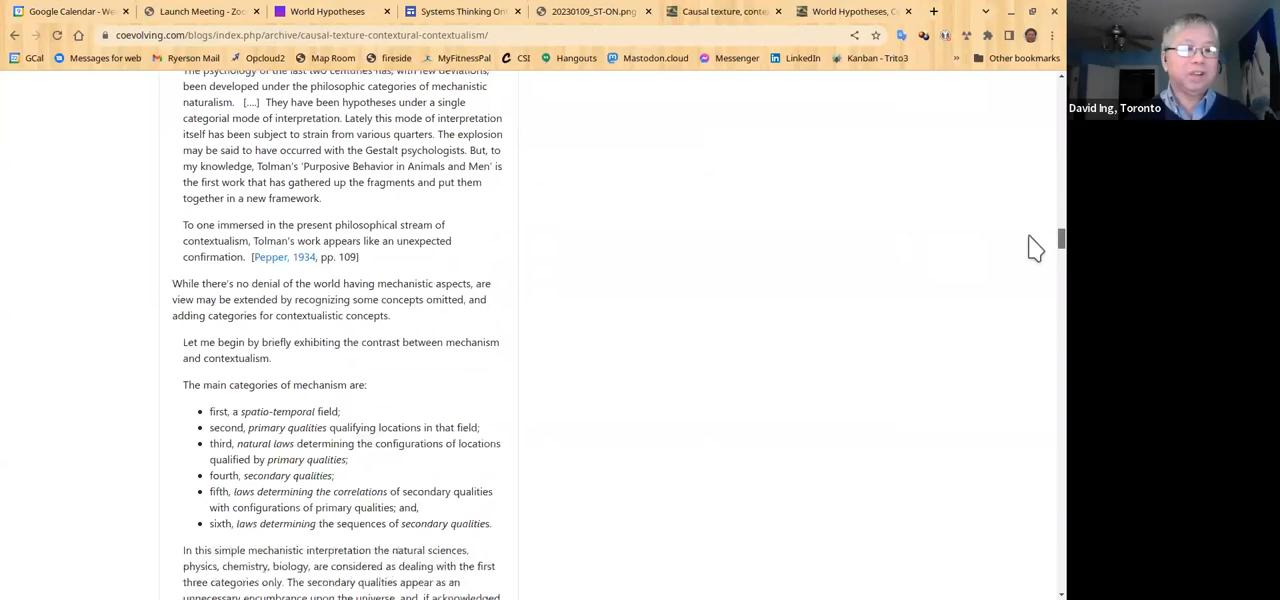 Google Calendar - We
Launch Meeting - Zoo
World Hypotheses
Systems Thinking Ont
20230109_ST-ON.png
Causal texture, conte
World Hypotheses, C
coevolving.com/blogs/index.php/archive/causal-texture-contextural-contextualism/
GCal
Messages for web
Ryerson Mail
Opcloud2
Map Room
fireside
MyFitnessPal
CSI
Hangouts
Mastodon.cloud
Messenger
LinkedIn
Kanban - Trito3
»
Other bookmarks
The psychology of the last two centuries has, with few deviations,
been developed under the philosophic categories of mechanistic
naturalism. [....] They have been hypotheses under a single
categorial mode of interpretation. Lately this mode of interpretation
itself has been subject to strain from various quarters. The explosion
may be said to have occurred with the Gestalt psychologists. But, to
my knowledge, Tolman's 'Purposive Behavior in Animals and Men' is
the first work that has gathered up the fragments and put them
together in a new framework.
To one immersed in the present philosophical stream of
contextualism, Tolman's work appears like an unexpected
confirmation. [Pepper, 1934, pp. 109]
While there's no denial of the world having mechanistic aspects, are
view may be extended by recognizing some concepts omitted, and
adding categories for contextualistic concepts.
Let me begin by briefly exhibiting the contrast between mechanism
and contextualism.
The main categories of mechanism are:
• first, a spatio-temporal field;
• second, primary qualities qualifying locations in that field;
• third, natural laws determining the configurations of locations
qualified by primary qualities;
• fourth, secondary qualities;
• fifth, laws determining the correlations of secondary qualities
with configurations of primary qualities; and,
• sixth, laws determining the sequences of secondary qualities.
In this simple mechanistic interpretation the natural sciences,
physics, chemistry, biology, are considered as dealing with the first
three categories only. The secondary qualities appear as an
unnecessary encumbrance upon the universe, and, if acknowledged
David Ing, Toronto